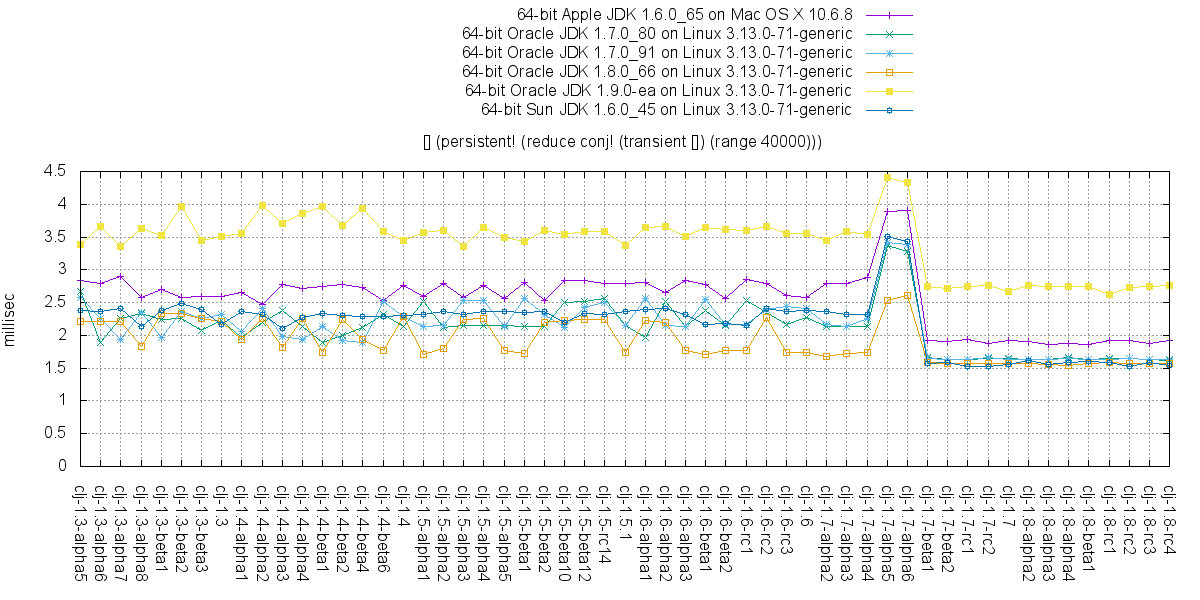 64-bit Apple JDK 1.6.0_65 on Mac OS X 10.6.8
64-bit Oracle JDK 1.7.0_80 on Linux 3.13.0-71-generic
64-bit Oracle JDK 1.7.0_91 on Linux 3.13.0-71-generic
64-bit Oracle JDK 1.8.0_66 on Linux 3.13.0-71-generic
64-bit Oracle JDK 1.9.0-ea on Linux 3.13.0-71-generic
64-bit Sun JDK 1.6.0_45 on Linux 3.13.0-71-generic
[] (persistent! (reduce conj! (transient []) (range 40000)))
millisec
4.5
4
3.5
3
2.5
2
1.5
1
0.5
0
clj-1.3-alpha5
clj-1.3-alpha6
clj-1.3-alpha7
clj-1.3-alpha8
clj-1.3-beta1
clj-1.3-beta2
clj-1.3-beta3
clj-1.3
clj-1.4-alpha1
clj-1.4-alpha2
clj-1.4-alpha3
clj-1.4-alpha4
clj-1.4-beta1
clj-1.4-beta2
clj-1.4-beta4
clj-1.4-beta6
clj-1.4
clj-1.5-alpha1
clj-1.5-alpha2
clj-1.5-alpha3
clj-1.5-alpha4
clj-1.5-alpha5
clj-1.5-beta1
clj-1.5-beta2
clj-1.5-beta10
clj-1.5-beta12
clj-1.5-rc14
clj-1.5.1
clj-1.6-alpha1
clj-1.6-alpha2
clj-1.6-alpha3
clj-1.6-beta1
clj-1.6-beta2
clj-1.6-rc1
clj-1.6-rc2
clj-1.6-rc3
clj-1.6
clj-1.7-alpha2
clj-1.7-alpha3
clj-1.7-alpha4
clj-1.7-alpha5
clj-1.7-alpha6
clj-1.7-beta1
clj-1.7-beta2
clj-1.7-rc1
clj-1.7-rc2
clj-1.7
clj-1.8-alpha2
clj-1.8-alpha3
clj-1.8-alpha4
clj-1.8-beta2
clj-1.8-rc1
clj-1.8-rc2
clj-1.8-rc3
clj-1.8-rc4